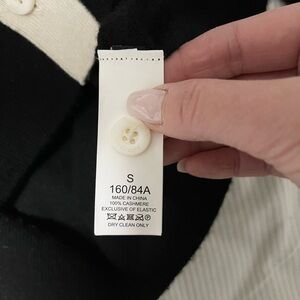 S
160/84A
MADE IN CHINA
100% CASHMERE
EXCLUSIVE OF ELASTIC
DRY CLEAN ONLY